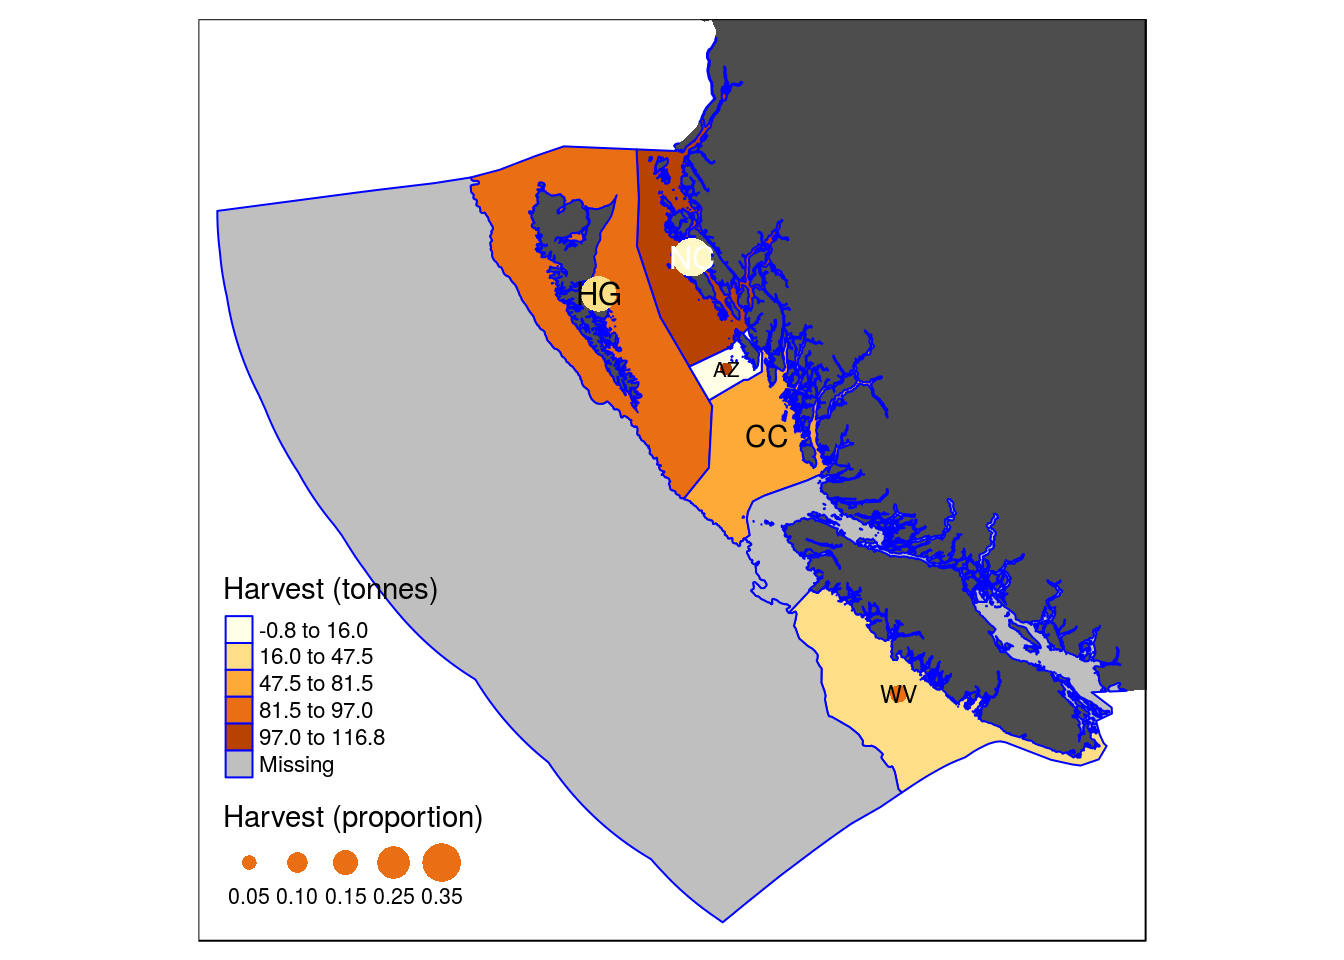 NC
HG
AZ
CC
WV
Harvest (tonnes)
-0.8 to 16.0
16.0 to 47.5
47.5 to 81.5
81.5 to 97.0
97.0 to 116.8
Missing
Harvest (proportion)
0.05 0.10 0.15 0.25 0.35